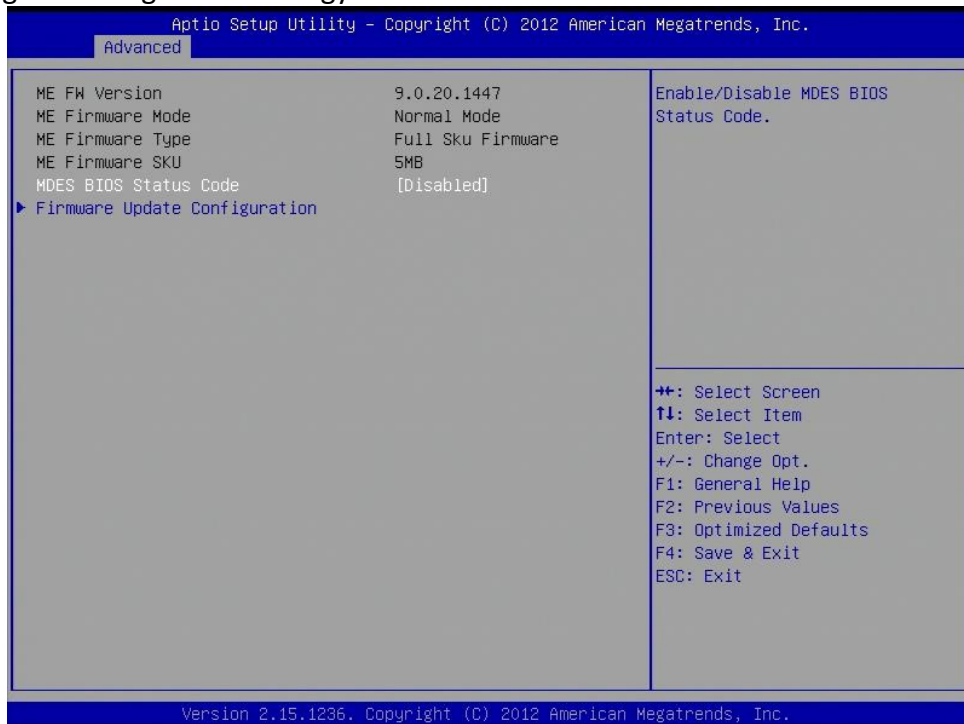 Aptio Setup Utility – Copyright (C) 2012 American Megatrends, Inc.
Advanced
ME FW Version 9.0.20.1447
ME Firmware Mode Normal Mode
ME Firmware Type Full Sku Firmware
ME Firmware SKU 5MB
MDES BIOS Status Code [Disabled]
Firmware Update Configuration
Enable/Disable MDES BIOS
Status Code.
→←: Select Screen
↑↓: Select Item
Enter: Select
+/-: Change Opt.
F1: General Help
F2: Previous Values
F3: Optimized Defaults
F4: Save & Exit
ESC: Exit
Version 2.15.1236. Copyright (C) 2012 American Megatrends, Inc.